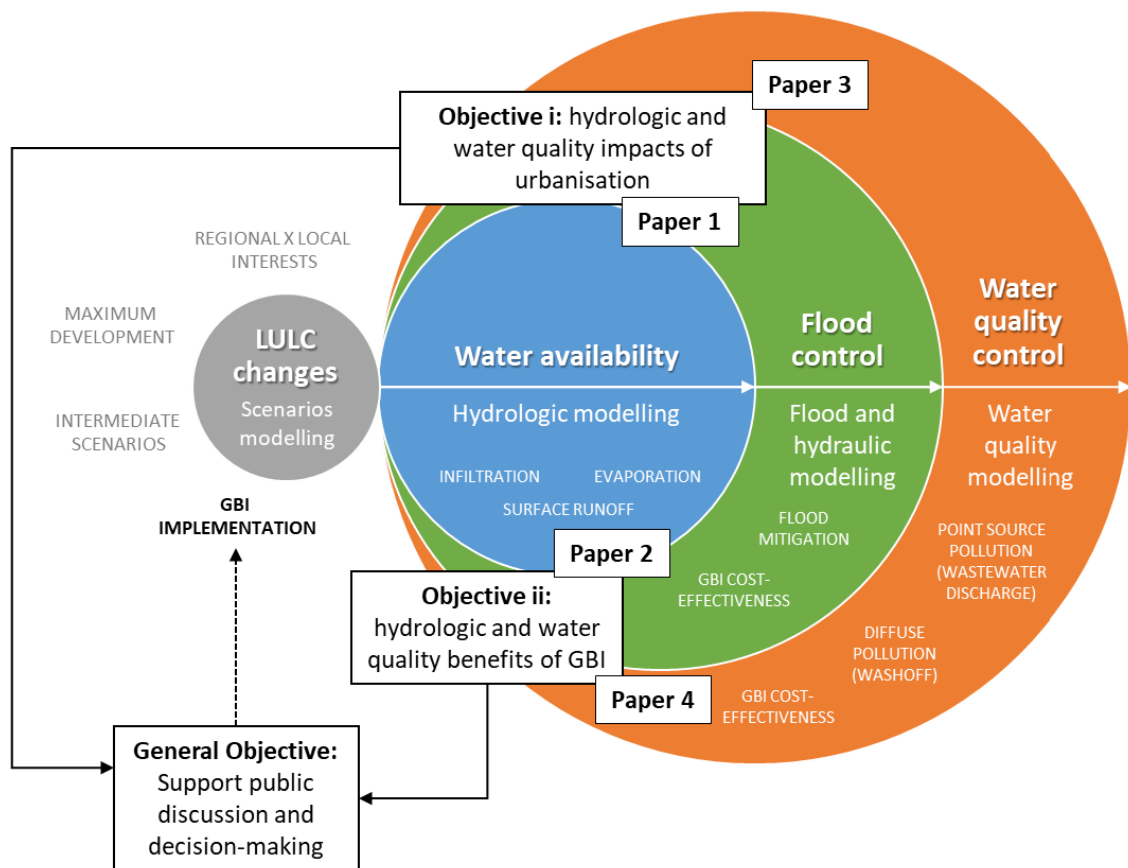 Paper 3
Objective i: hydrologic and
water quality impacts of
urbanisation
Paper 1
REGIONAL X LOCAL
INTERESTS
MAXIMUM
DEVELOPMENT
INTERMEDIATE
SCENARIOS
LULC
changes
Scenarios
modelling
GBI
IMPLEMENTATION
Water availability
Hydrologic modelling
INFILTRATION
EVAPORATION
SURFACE RUNOFF
Flood
control
Flood and
hydraulic
modelling
FLOOD
MITIGATION
GBI COST-
EFFECTIVENESS
Water
quality
control
Water
quality
modelling
POINT SOURCE
POLLUTION
(WASTEWATER
DISCHARGE)
DIFFUSE
POLLUTION
(WASHOFF)
GBI COST-
EFFECTIVENESS
Paper 2
Objective ii:
hydrologic and water
quality benefits of GBI
Paper 4
General Objective:
Support public
discussion and
decision-making